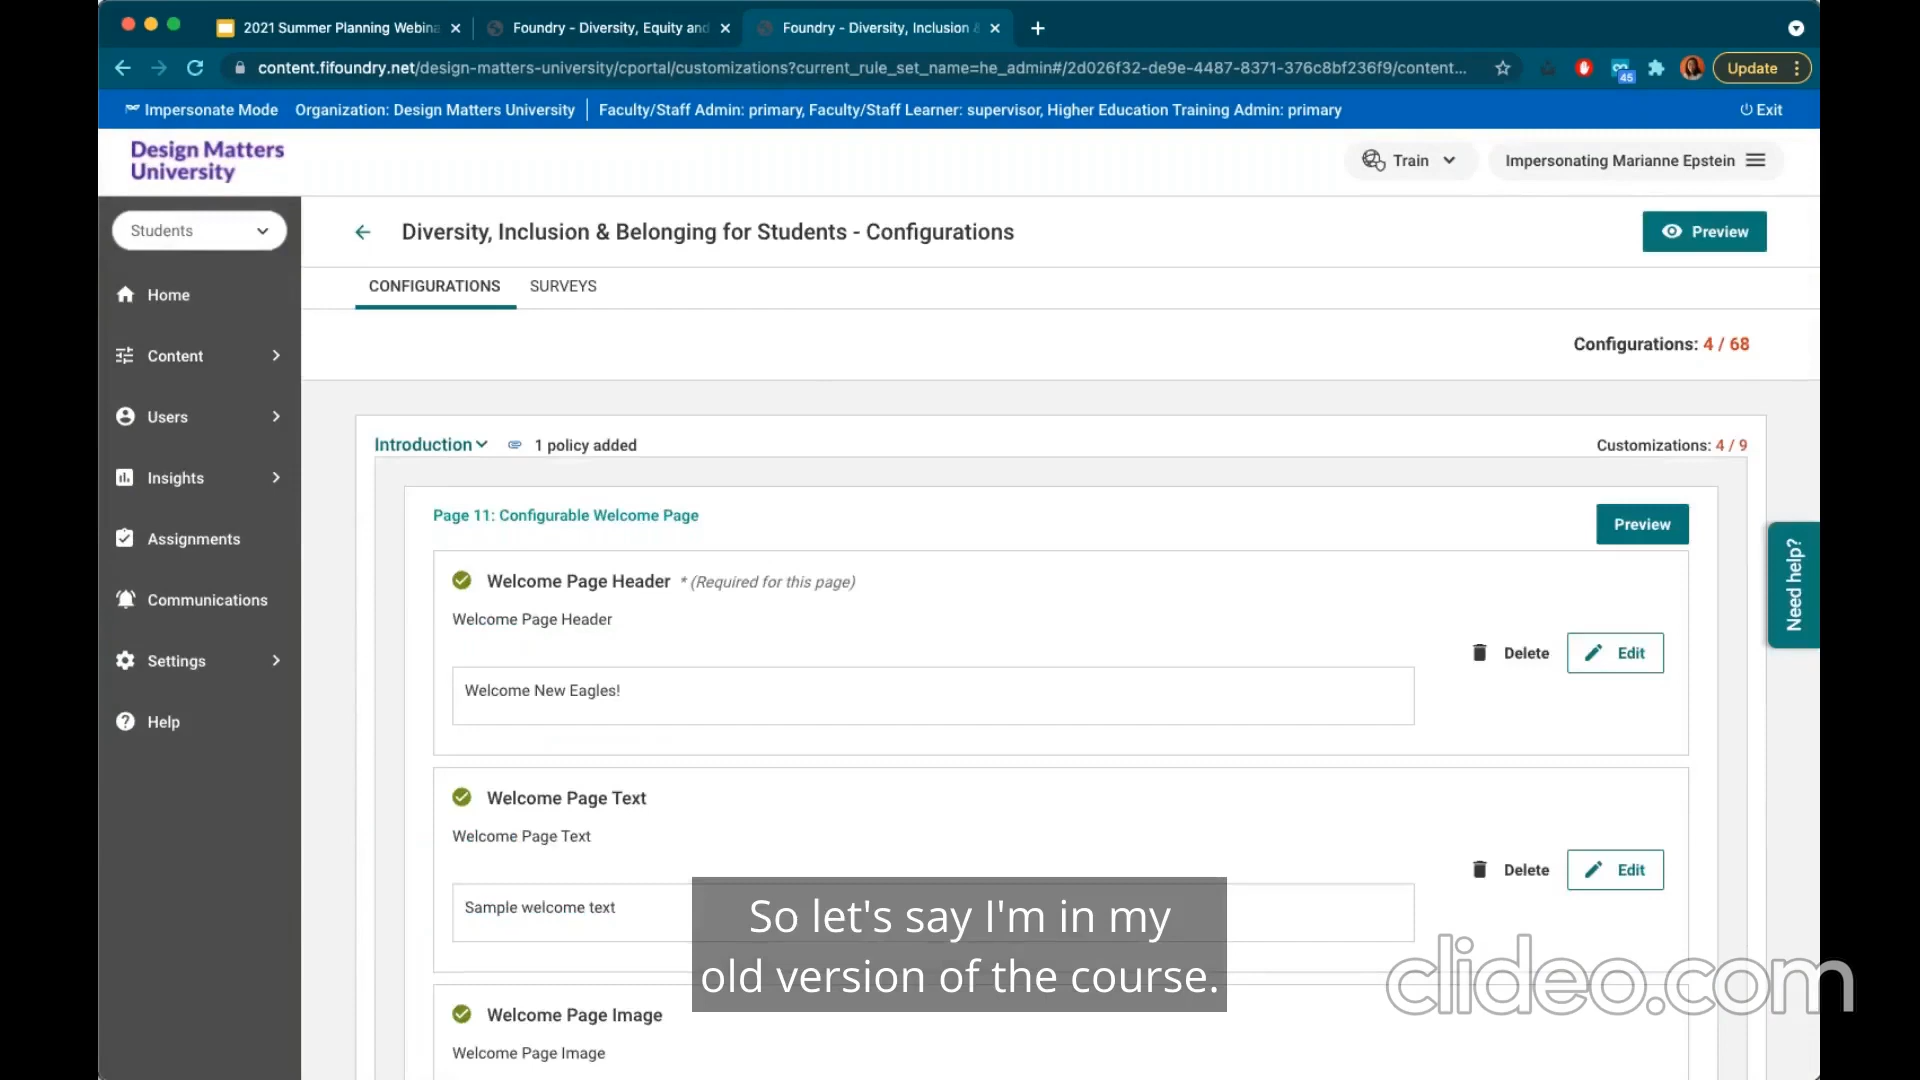 2021 Summer Planning Webina
Foundry - Diversity, Equity and
Foundry - Diversity, Inclusion &
content.fifoundry.net/design-matters-university/cportal/customizations?current_rule_set_name=he_admin#/2d026f32-de9e-4487-8371-376c8bf236f9/content...
45
Update
Impersonate Mode Organization: Design Matters University | Faculty/Staff Admin: primary, Faculty/Staff Learner: supervisor, Higher Education Training Admin: primary
Exit
Design Matters
University
Train
Impersonating Marianne Epstein
Students
Home
Content
Users
Insights
Assignments
Communications
Settings
Help
Diversity, Inclusion & Belonging for Students - Configurations
Preview
CONFIGURATIONS SURVEYS
Configurations: 4 / 68
Introduction 1 policy added
Customizations: 4 / 9
Page 11: Configurable Welcome Page
Preview
Welcome Page Header * (Required for this page)
Welcome Page Header
Delete Edit
Welcome New Eagles!
Welcome Page Text
Welcome Page Text
Delete Edit
Sample welcome text
Welcome Page Image
Welcome Page Image
Need help?
So let's say I'm in my
old version of the course.
clideo.com